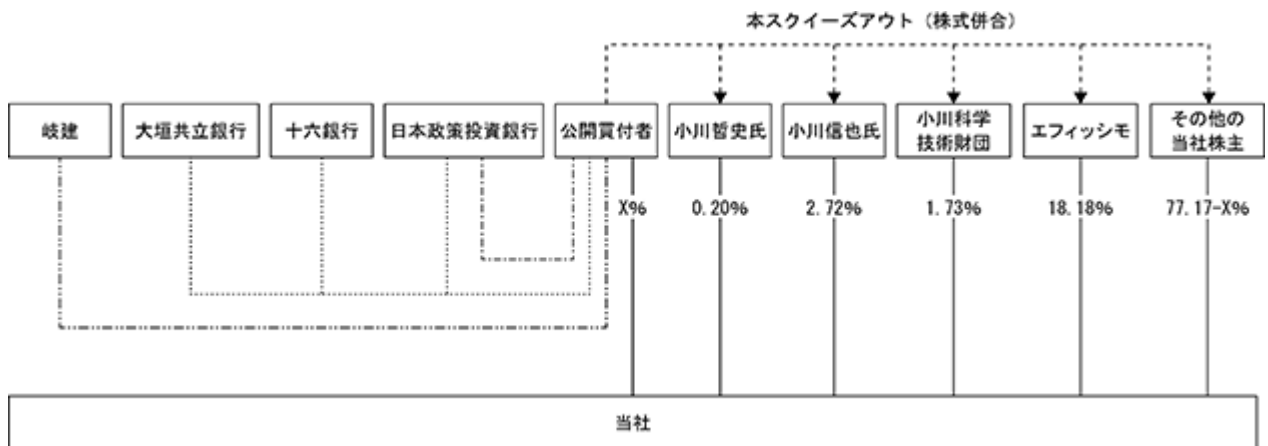 本スクイーズアウト（株式併合）
岐建
大垣共立銀行
十六銀行
日本政策投資銀行
公開買付者
小川哲史氏
小川信也氏
小川科学
技術財団
エフィッシモ
その他の
当社株主
X%
0.20%
2.72%
1.73%
18.18%
77.17-X%
当社